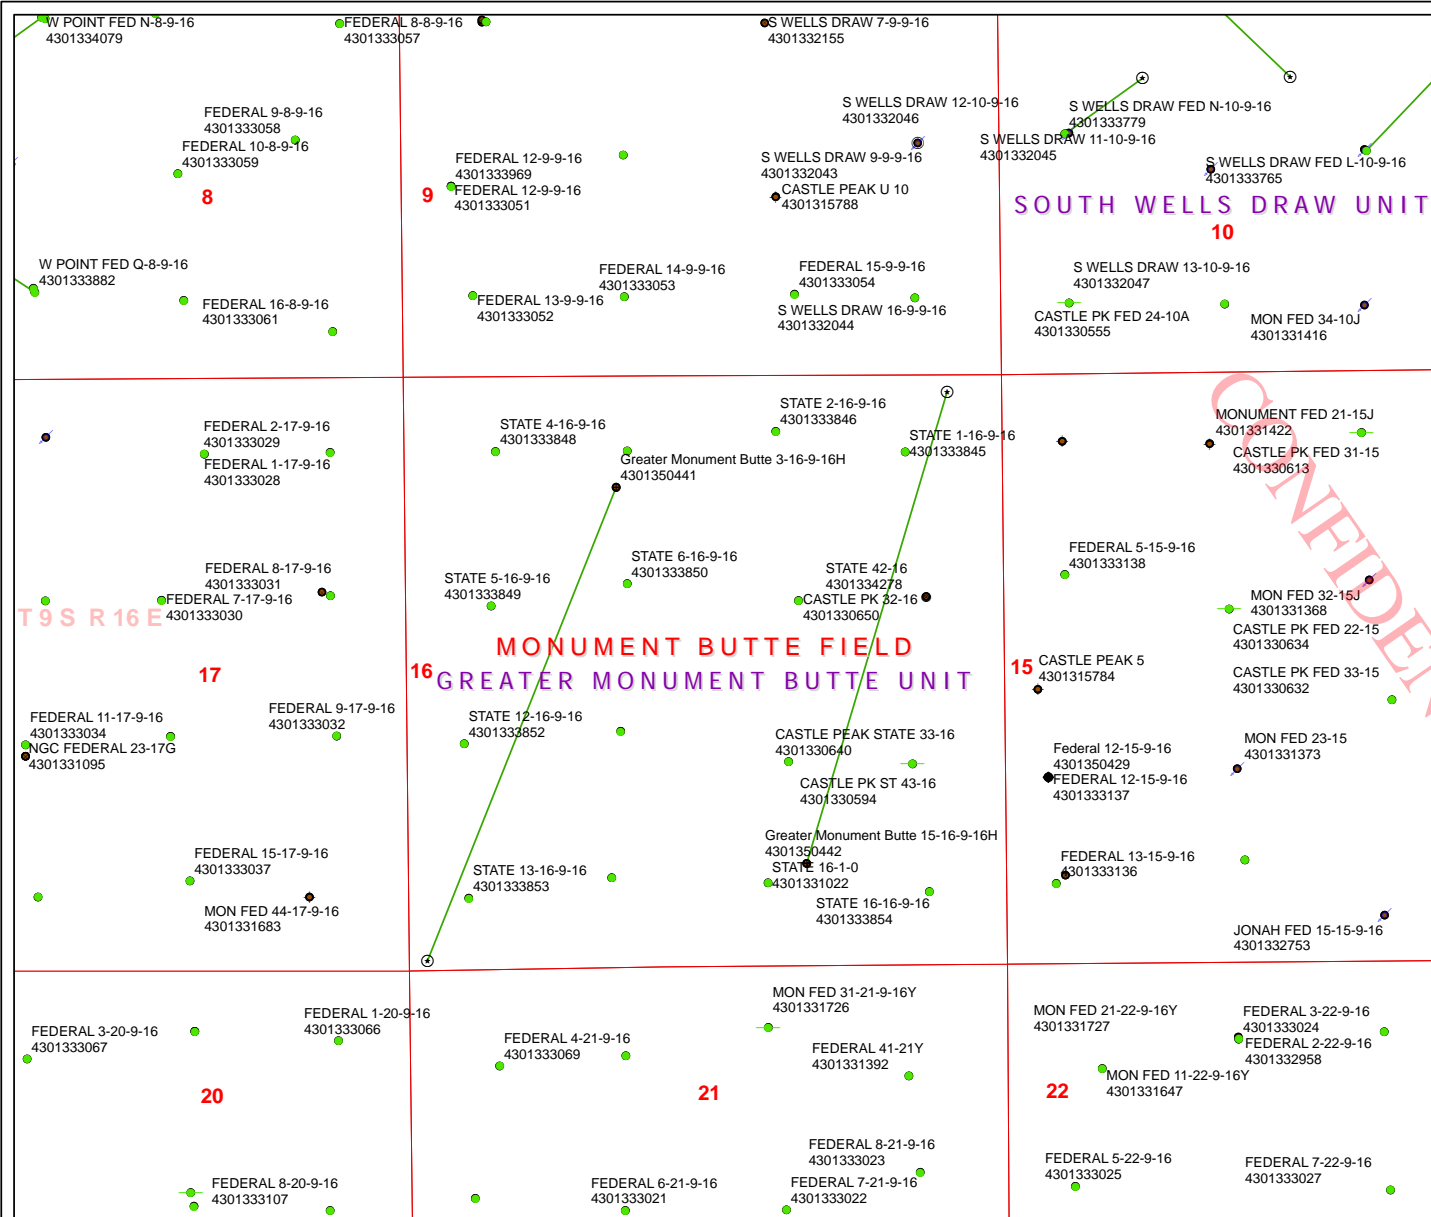 W POINT FED N-8-9-16
4301334079
FEDERAL 8-8-9-16
4301333057
S WELLS DRAW 7-9-9-16
4301332155
FEDERAL 9-8-9-16
4301333058
FEDERAL 10-8-9-16
4301333059
8
FEDERAL 12-9-9-16
4301333969
FEDERAL 12-9-9-16
4301333051
9
S WELLS DRAW 12-10-9-16
4301332046
S WELLS DRAW 9-9-9-16
4301332043
CASTLE PEAK U 10
4301315788
S WELLS DRAW FED N-10-9-16
4301333779
S WELLS DRAW 11-10-9-16
4301332045
S WELLS DRAW FED L-10-9-16
4301333765
SOUTH WELLS DRAW UNIT
10
W POINT FED Q-8-9-16
4301333882
FEDERAL 16-8-9-16
4301333061
FEDERAL 14-9-9-16
4301333053
FEDERAL 13-9-9-16
4301333052
FEDERAL 15-9-9-16
4301333054
S WELLS DRAW 16-9-9-16
4301332044
S WELLS DRAW 13-10-9-16
4301332047
CASTLE PK FED 24-10A
4301330555
MON FED 34-10J
4301331416
FEDERAL 2-17-9-16
4301333029
FEDERAL 1-17-9-16
4301333028
STATE 4-16-9-16
4301333848
STATE 2-16-9-16
4301333846
STATE 1-16-9-16
4301333845
Greater Monument Butte 3-16-9-16H
4301350441
MONUMENT FED 21-15J
4301331422
CASTLE PK FED 31-15
4301330613
CONFIDEN
FEDERAL 8-17-9-16
4301333031
FEDERAL 7-17-9-16
4301333030
T 9 S R 16 E
17
STATE 5-16-9-16
4301333849
STATE 6-16-9-16
4301333850
STATE 42-16
4301334278
CASTLE PK 32-16
4301330650
FEDERAL 5-15-9-16
4301333138
MON FED 32-15J
4301331368
CASTLE PK FED 22-15
4301330634
MONUMENT BUTTE FIELD
16
GREATER MONUMENT BUTTE UNIT
15
CASTLE PEAK 5
4301315784
CASTLE PK FED 33-15
4301330632
FEDERAL 11-17-9-16
4301333034
NGC FEDERAL 23-17G
4301331095
FEDERAL 9-17-9-16
4301333032
STATE 12-16-9-16
4301333852
CASTLE PEAK STATE 33-16
4301330640
CASTLE PK ST 43-16
4301330594
Federal 12-15-9-16
4301350429
FEDERAL 12-15-9-16
4301333137
MON FED 23-15
4301331373
FEDERAL 15-17-9-16
4301333037
MON FED 44-17-9-16
4301331683
STATE 13-16-9-16
4301333853
Greater Monument Butte 15-16-9-16H
4301350442
STATE 16-1-0
4301331022
STATE 16-16-9-16
4301333854
FEDERAL 13-15-9-16
4301333136
JONAH FED 15-15-9-16
4301332753
FEDERAL 3-20-9-16
4301333067
FEDERAL 1-20-9-16
4301333066
FEDERAL 4-21-9-16
4301333069
MON FED 31-21-9-16Y
4301331726
FEDERAL 41-21Y
4301331392
MON FED 21-22-9-16Y
4301331727
FEDERAL 3-22-9-16
4301333024
FEDERAL 2-22-9-16
4301332958
MON FED 11-22-9-16Y
4301331647
20
21
22
FEDERAL 8-20-9-16
4301333107
FEDERAL 6-21-9-16
4301333021
FEDERAL 8-21-9-16
4301333023
FEDERAL 7-21-9-16
4301333022
FEDERAL 5-22-9-16
4301333025
FEDERAL 7-22-9-16
4301333027